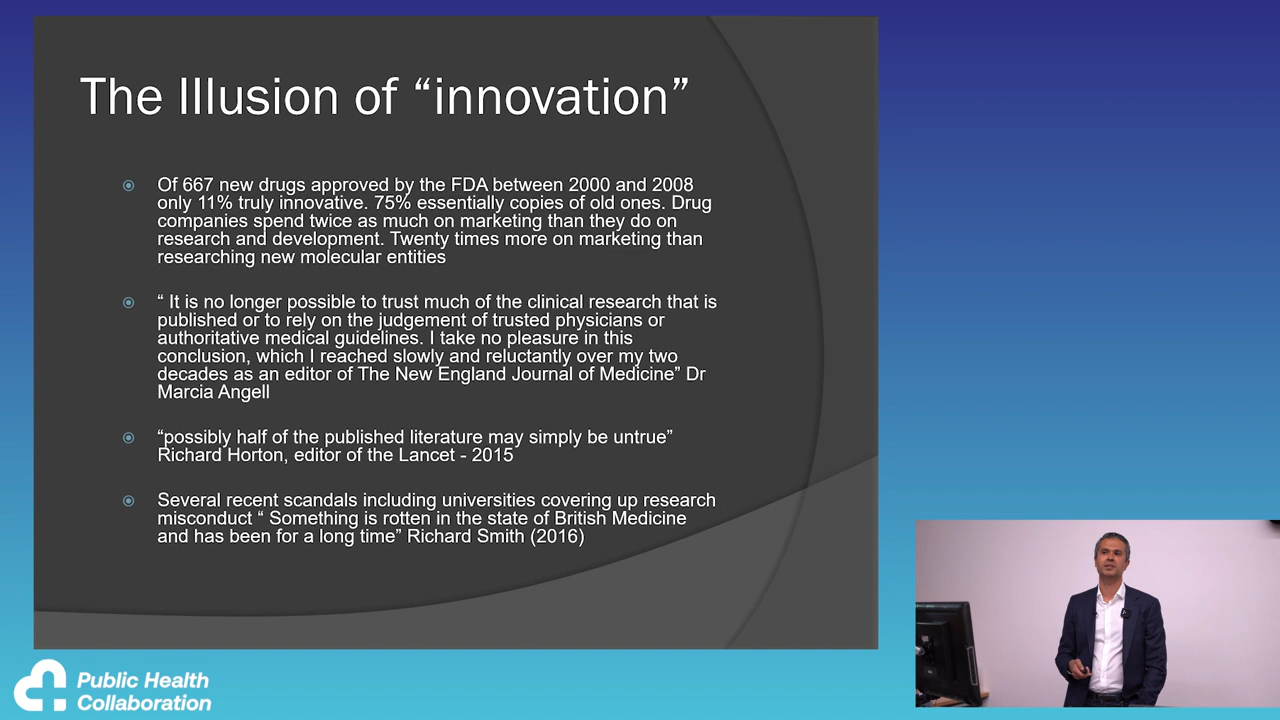 The Illusion of “innovation”
Of 667 new drugs approved by the FDA between 2000 and 2008
only 11% truly innovative. 75% essentially copies of old ones. Drug
companies spend twice as much on marketing than they do on
research and development. Twenty times more on marketing than
researching new molecular entities
“ It is no longer possible to trust much of the clinical research that is
published or to rely on the judgement of trusted physicians or
authoritative medical guidelines. I take no pleasure in this
conclusion, which I reached slowly and reluctantly over my two
decades as an editor of The New England Journal of Medicine” Dr
Marcia Angell
“possibly half of the published literature may simply be untrue”
Richard Horton, editor of the Lancet - 2015
Several recent scandals including universities covering up research
misconduct “ Something is rotten in the state of British Medicine
and has been for a long time” Richard Smith (2016)
Public Health
Collaboration